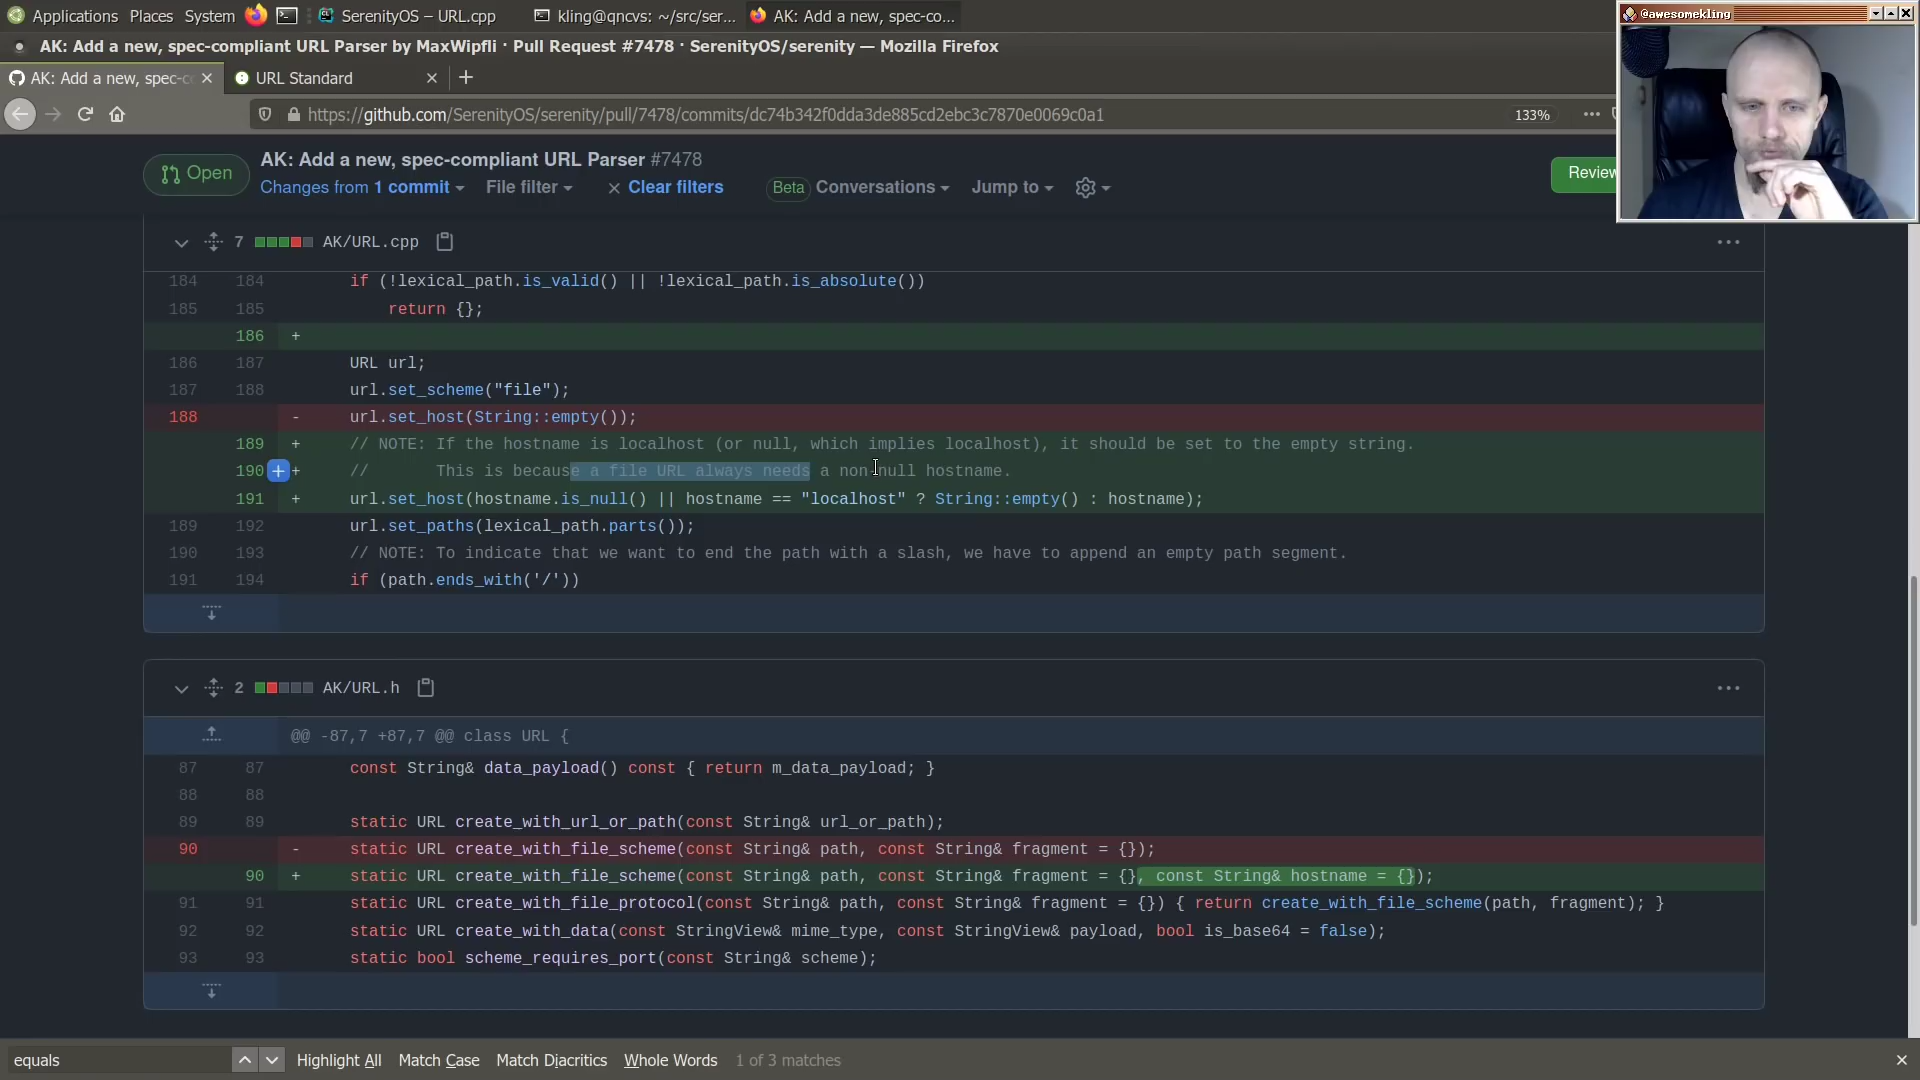 Applications Places System SerenityOS – URL.cpp kling@qncvs: ~/src/ser... AK: Add a new, spec-co...
@awesomekling
AK: Add a new, spec-compliant URL Parser by MaxWipfli · Pull Request #7478 · SerenityOS/serenity — Mozilla Firefox
AK: Add a new, spec-co URL Standard
https://github.com/SerenityOS/serenity/pull/7478/commits/dc74b342f0dda3de885cd2ebc3c7870e0069c0a1 133%
Open AK: Add a new, spec-compliant URL Parser #7478
Changes from 1 commit File filter Clear filters Beta Conversations Jump to Review
7 AK/URL.cpp
184 184 if (!lexical_path.is_valid() || !lexical_path.is_absolute())
185 185 return {};
186 +
186 187 URL url;
187 188 url.set_scheme("file");
188 - url.set_host(String::empty());
189 + // NOTE: If the hostname is localhost (or null, which implies localhost), it should be set to the empty string.
190 + // This is because a file URL always needs a non-null hostname.
191 + url.set_host(hostname.is_null() || hostname == "localhost" ? String::empty() : hostname);
189 192 url.set_paths(lexical_path.parts());
190 193 // NOTE: To indicate that we want to end the path with a slash, we have to append an empty path segment.
191 194 if (path.ends_with('/'))
2 AK/URL.h
@@ -87,7 +87,7 @@ class URL {
87 87 const String& data_payload() const { return m_data_payload; }
88 88
89 89 static URL create_with_url_or_path(const String& url_or_path);
90 - static URL create_with_file_scheme(const String& path, const String& fragment = {});
90 + static URL create_with_file_scheme(const String& path, const String& fragment = {}, const String& hostname = {});
91 91 static URL create_with_file_protocol(const String& path, const String& fragment = {}) { return create_with_file_scheme(path, fragment); }
92 92 static URL create_with_data(const StringView& mime_type, const StringView& payload, bool is_base64 = false);
93 93 static bool scheme_requires_port(const String& scheme);
equals Highlight All Match Case Match Diacritics Whole Words 1 of 3 matches